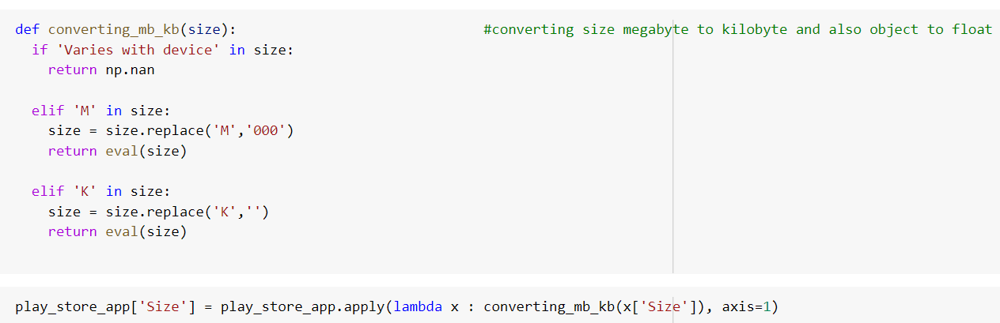 def converting_mb_kb(size): #converting size megabyte to kilobyte and also object to float
if 'Varies with device' in size:
return np.nan
elif 'M' in size:
size = size.replace('M','000')
return eval(size)
elif 'K' in size:
size = size.replace('K','')
return eval(size)
play_store_app['Size'] = play_store_app.apply(lambda x : converting_mb_kb(x['Size']), axis=1)